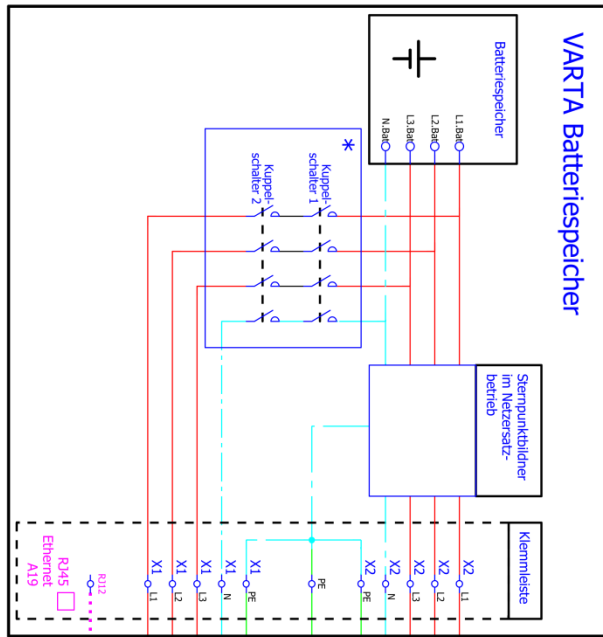 VARTA Batteriespeicher
Batteriespeicher
L1.Bat
L2.Bat
L3.Bat
N.Bat
*
Kuppel-
schalter 1
Kuppel-
schalter 2
Sternpunktbildner
im Netzersatz-
betrieb
Klemmleiste
X2
L1
X2
L2
X2
L3
X2
N
X2
PE
PE
X1
PE
X1
N
X1
L3
X1
L2
X1
L1
RJ12
RJ45
Ethernet
A19